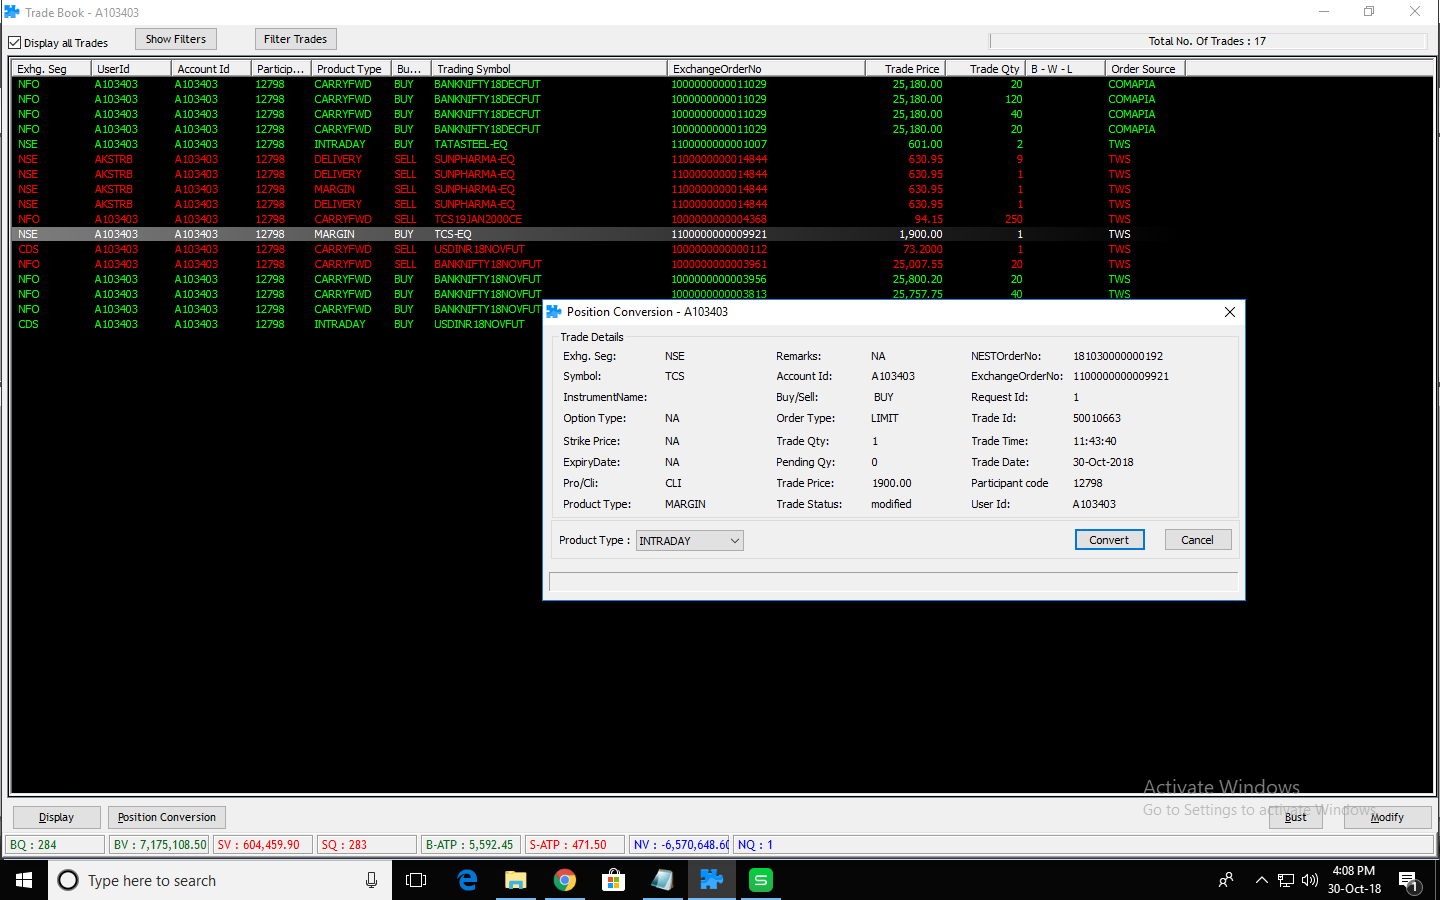 Trade Book - A103403
Display all Trades Show Filters Filter Trades Total No. Of Trades : 17
Exhg. Seg UserId Account Id Particip... Product Type Bu... Trading Symbol ExchangeOrderNo Trade Price Trade Qty B - W - L Order Source
NFO A103403 A103403 12798 CARRYFWD BUY BANKNIFTY18DECFUT 1000000000011029 25,180.00 20 COMAPIA
NFO A103403 A103403 12798 CARRYFWD BUY BANKNIFTY18DECFUT 1000000000011029 25,180.00 120 COMAPIA
NFO A103403 A103403 12798 CARRYFWD BUY BANKNIFTY18DECFUT 1000000000011029 25,180.00 40 COMAPIA
NFO A103403 A103403 12798 CARRYFWD BUY BANKNIFTY18DECFUT 1000000000011029 25,180.00 20 COMAPIA
NSE A103403 A103403 12798 INTRADAY BUY TATASTEEL-EQ 1100000000001007 601.00 2 TWS
NSE AKSTRB A103403 12798 DELIVERY SELL SUNPHARMA-EQ 1100000000014844 630.95 9 TWS
NSE AKSTRB A103403 12798 DELIVERY SELL SUNPHARMA-EQ 1100000000014844 630.95 1 TWS
NSE AKSTRB A103403 12798 MARGIN SELL SUNPHARMA-EQ 1100000000014844 630.95 1 TWS
NSE AKSTRB A103403 12798 DELIVERY SELL SUNPHARMA-EQ 1100000000014844 630.95 1 TWS
NFO A103403 A103403 12798 CARRYFWD SELL TCS19JAN2000CE 1000000000004368 94.15 250 TWS
NSE A103403 A103403 12798 MARGIN BUY TCS-EQ 1100000000009921 1,900.00 1 TWS
CDS A103403 A103403 12798 CARRYFWD SELL USDINR18NOVFUT 1000000000000112 73.2000 1 TWS
NFO A103403 A103403 12798 CARRYFWD SELL BANKNIFTY18NOVFUT 1000000000003961 25,007.55 20 TWS
NFO A103403 A103403 12798 CARRYFWD BUY BANKNIFTY18NOVFUT 1000000000003956 25,800.20 20 TWS
NFO A103403 A103403 12798 CARRYFWD BUY BANKNIFTY18NOVFUT 1000000000003813 25,757.75 40 TWS
NFO A103403 A103403 12798 CARRYFWD BUY BANKNIFTY18NOVFUT
CDS A103403 A103403 12798 INTRADAY BUY USDINR18NOVFUT
Position Conversion - A103403
Trade Details
Exhg. Seg: NSE Remarks: NA NESTOrderNo: 181030000000192
Symbol: TCS Account Id: A103403 ExchangeOrderNo: 1100000000009921
InstrumentName: Buy/Sell: BUY Request Id: 1
Option Type: NA Order Type: LIMIT Trade Id: 50010663
Strike Price: NA Trade Qty: 1 Trade Time: 11:43:40
ExpiryDate: NA Pending Qy: 0 Trade Date: 30-Oct-2018
Pro/Cli: CLI Trade Price: 1900.00 Participant code 12798
Product Type: MARGIN Trade Status: modified User Id: A103403
Product Type : INTRADAY Convert Cancel
Activate Windows
Go to Settings to activate Windows.
Display Position Conversion Bust Modify
BQ : 284 BV : 7,175,108.50 SV : 604,459.90 SQ : 283 B-ATP : 5,592.45 S-ATP : 471.50 NV : -6,570,648.60 NQ : 1
Type here to search
4:08 PM
30-Oct-18
1